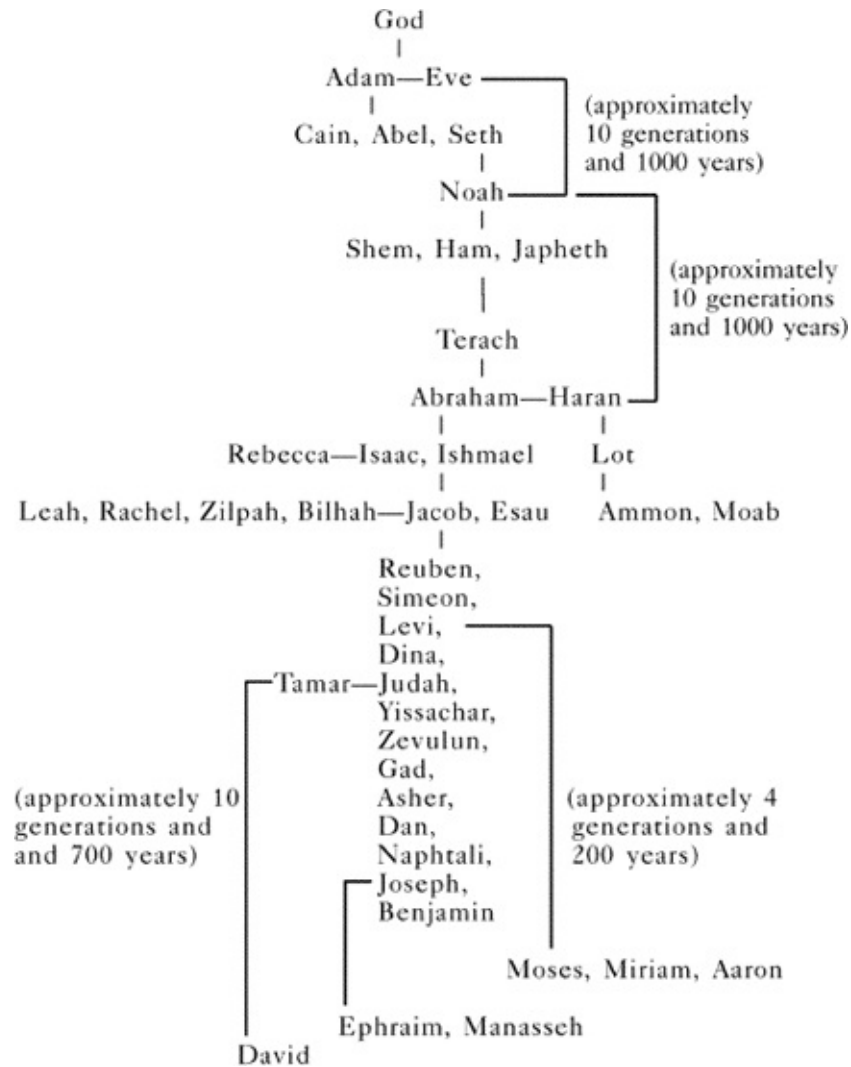 God
Adam—Eve
(approximately
10 generations
and 1000 years)
Cain, Abel, Seth
Noah
Shem, Ham, Japheth
(approximately
10 generations
and 1000 years)
Terach
Abraham—Haran
Rebecca—Isaac, Ishmael
Lot
Leah, Rachel, Zilpah, Bilhah—Jacob, Esau
Ammon, Moab
Reuben,
Simeon,
Levi,
Dina,
Tamar—Judah,
Yissachar,
Zevulun,
Gad,
Asher,
Dan,
Naphtali,
Joseph,
Benjamin
(approximately 10
generations and
and 700 years)
(approximately 4
generations and
200 years)
Moses, Miriam, Aaron
Ephraim, Manasseh
David